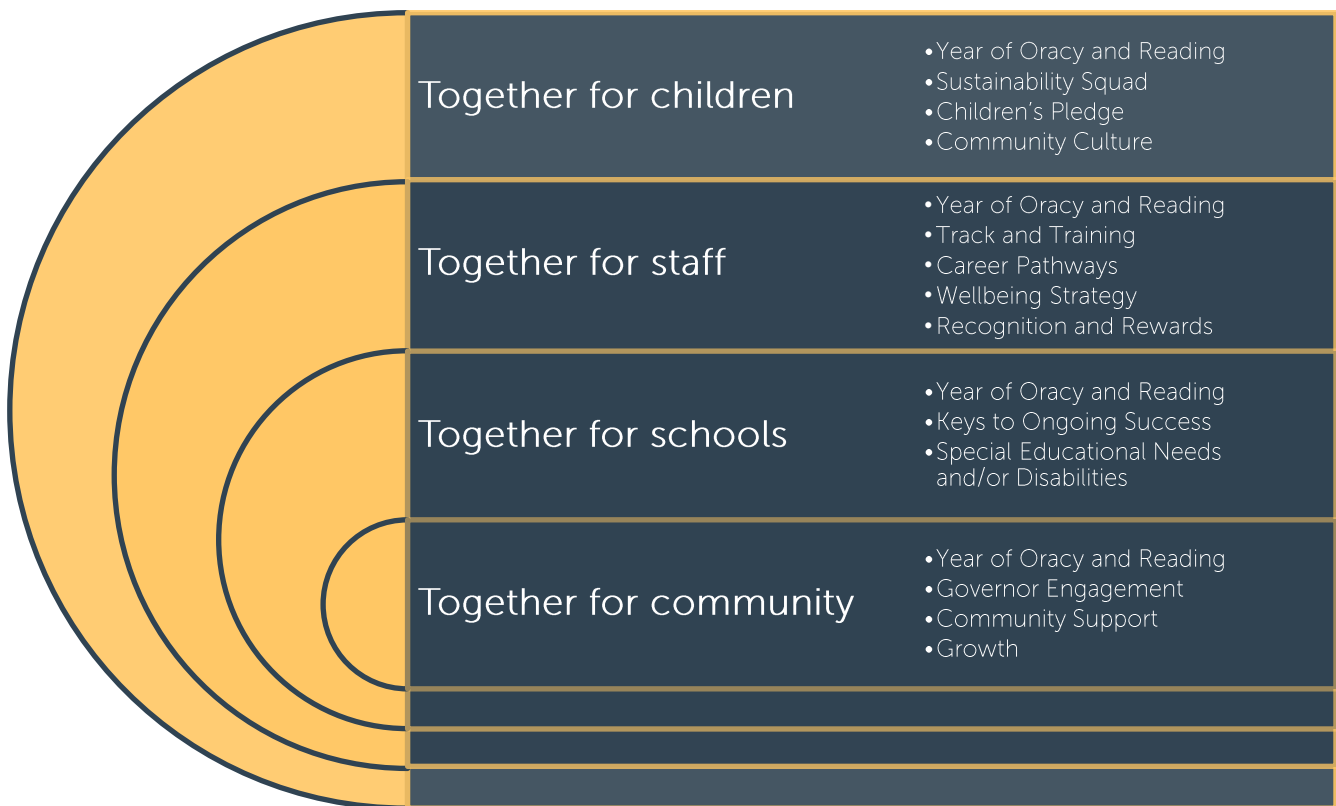 Together for children
•Year of Oracy and Reading
•Sustainability Squad
•Children’s Pledge
•Community Culture
Together for staff
•Year of Oracy and Reading
•Track and Training
•Career Pathways
•Wellbeing Strategy
•Recognition and Rewards
Together for schools
•Year of Oracy and Reading
•Keys to Ongoing Success
•Special Educational Needs
and/or Disabilities
Together for community
•Year of Oracy and Reading
•Governor Engagement
•Community Support
•Growth